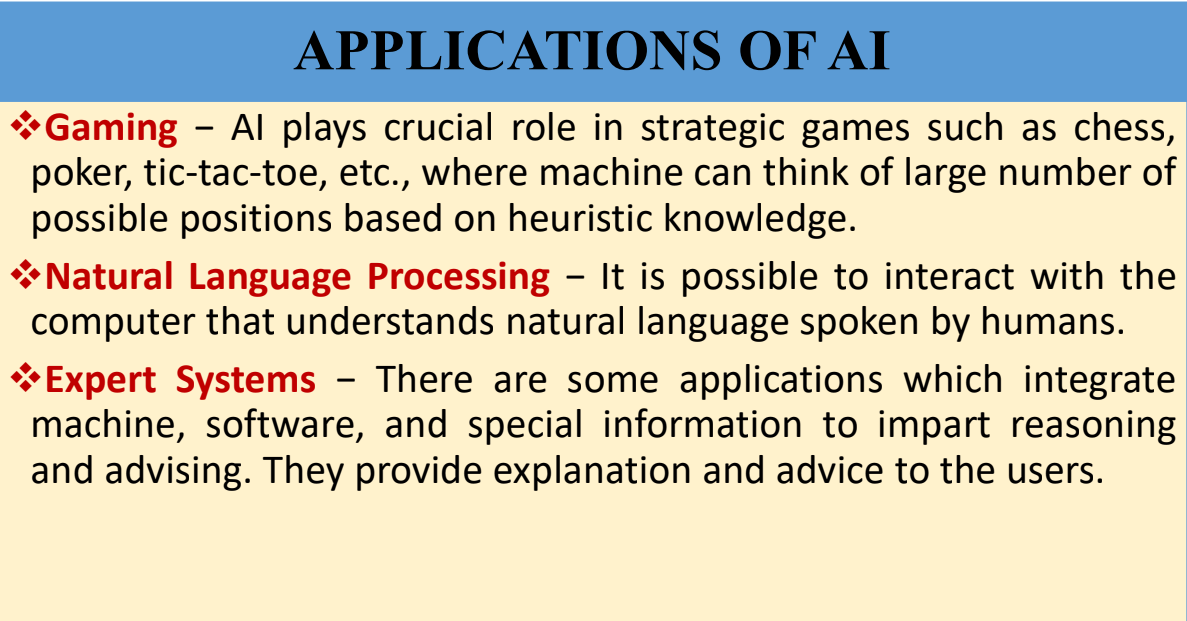 APPLICATIONS OF AI
❖Gaming − AI plays crucial role in strategic games such as chess,
poker, tic-tac-toe, etc., where machine can think of large number of
possible positions based on heuristic knowledge.
❖Natural Language Processing − It is possible to interact with the
computer that understands natural language spoken by humans.
❖Expert Systems − There are some applications which integrate
machine, software, and special information to impart reasoning
and advising. They provide explanation and advice to the users.